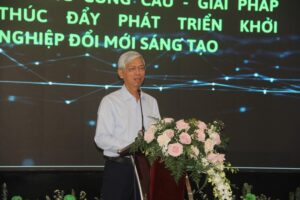 CUNG CẦU - GIẢI PHÁP
THÚC ĐẨY PHÁT TRIỂN KHỞI
NGHIỆP ĐỔI MỚI SÁNG TẠO